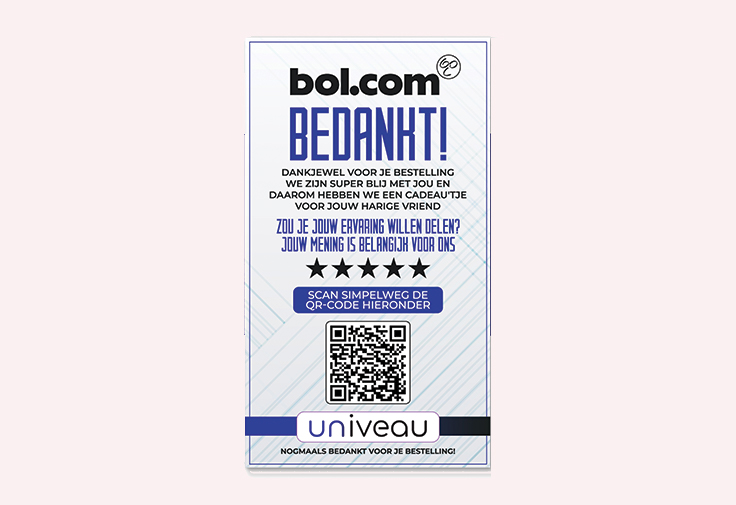 bol.com
BEDANKT!
DANKJEWEL VOOR JE BESTELLING
WE ZIJN SUPER BLIJ MET JOU EN
DAAROM HEBBEN WE EEN CADEAU'TJE
VOOR JOUW HARIGE VRIEND
ZOU JE JOUW ERVARING WILLEN DELEN?
JOUW MENING IS BELANGIJK VOOR ONS
SCAN SIMPELWEG DE
QR-CODE HIERONDER
univeau
NOGMAALS BEDANKT VOOR JE BESTELLING!